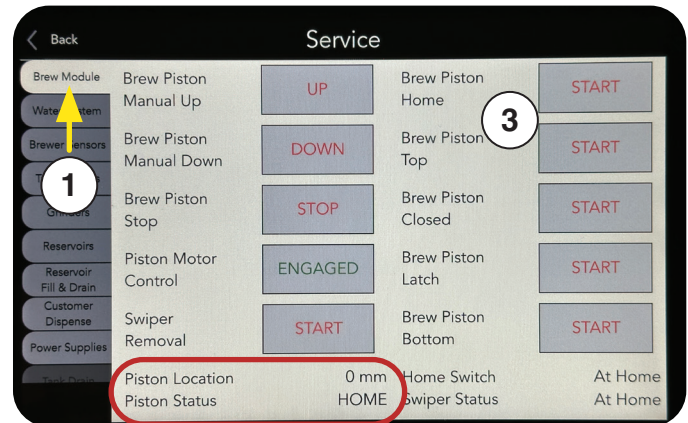 Back
Service
Brew Module
Brewer Sensors
Reservoirs
Reservoir
Fill & Drain
Customer
Dispense
Power Supplies
Tank Drain
1
Brew Piston
Manual Up
UP
Brew Piston
Manual Down
DOWN
Brew Piston
Stop
STOP
Piston Motor
Control
ENGAGED
Swiper
Removal
START
Piston Location 0 mm
Piston Status HOME
Brew Piston
Home
START
3
Brew Piston
Top
START
Brew Piston
Closed
START
Brew Piston
Latch
START
Brew Piston
Bottom
START
Home Switch At Home
Swiper Status At Home